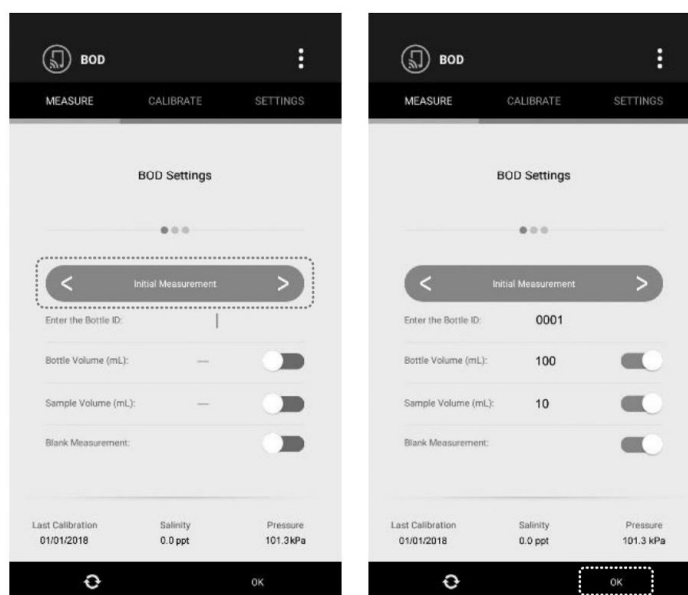 BOD
MEASURE CALIBRATE SETTINGS
BOD Settings
< Initial Measurement >
Enter the Bottle ID:
Bottle Volume (mL): —
Sample Volume (mL): —
Blank Measurement:
Last Calibration Salinity Pressure
01/01/2018 0.0 ppt 101.3kPa
OK
BOD
MEASURE CALIBRATE SETTINGS
BOD Settings
< Initial Measurement >
Enter the Bottle ID: 0001
Bottle Volume (mL): 100
Sample Volume (mL): 10
Blank Measurement:
Last Calibration Salinity Pressure
01/01/2018 0.0 ppt 101.3 kPa
OK